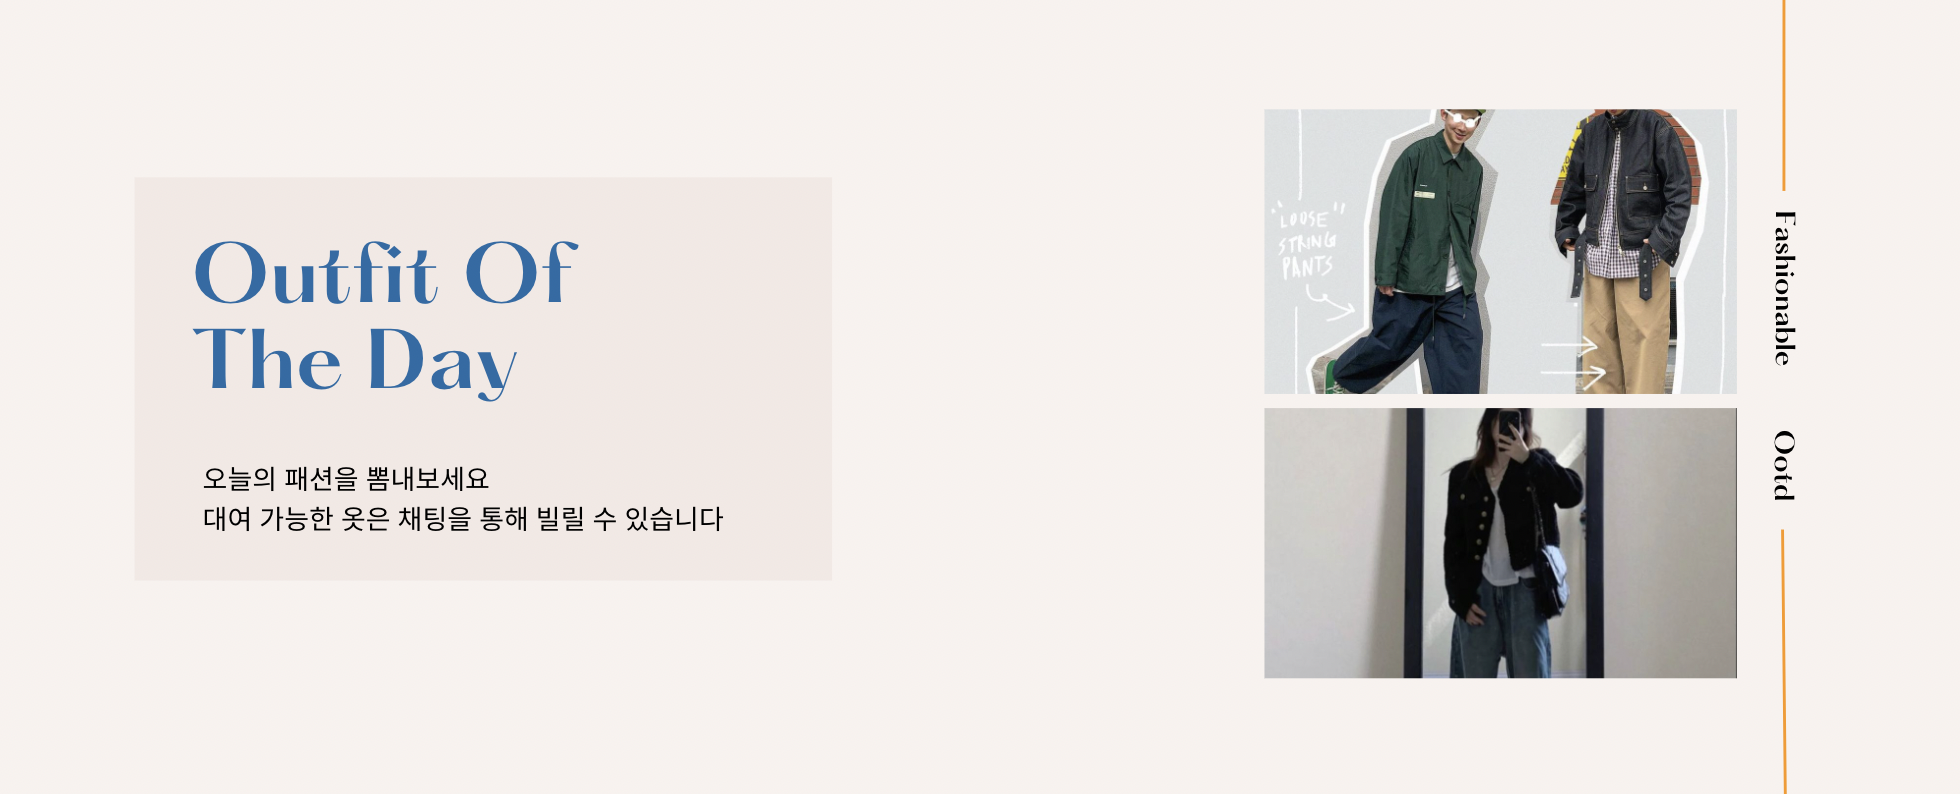 Outfit Of
The Day
오늘의 패션을 뽐내보세요
대여 가능한 옷은 채팅을 통해 빌릴 수 있습니다
"LOOSE"
STRING
PANTS
Fashionable
Ootd